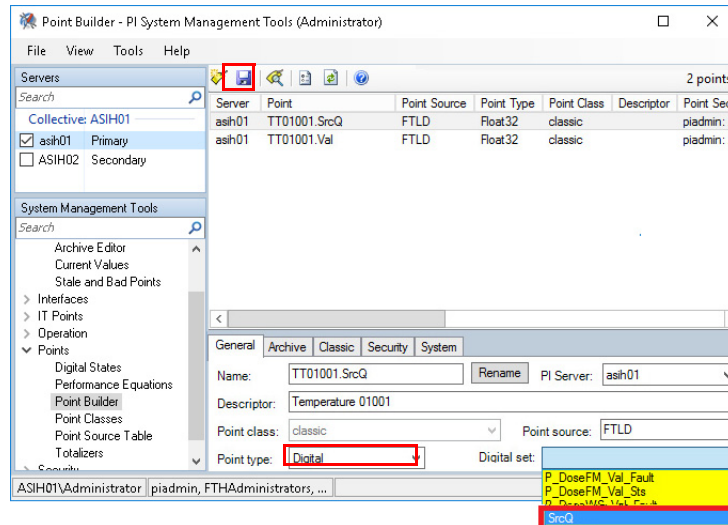 Point Builder - PI System Management Tools (Administrator)
File View Tools Help
Servers
Search
Collective: ASIH01
asih01 Primary
ASIH02 Secondary
System Management Tools
Search
Archive Editor
Current Values
Stale and Bad Points
Interfaces
IT Points
Operation
Points
Digital States
Performance Equations
Point Builder
Point Classes
Point Source Table
Totalizers
Security
2 points
Server Point Point Source Point Type Point Class Descriptor Point Sec
asih01 TT01001.SrcQ FTLD Float32 classic piadmin:
asih01 TT01001.Val FTLD Float32 classic piadmin:
General Archive Classic Security System
Name: TT01001.SrcQ Rename PI Server: asih01
Descriptor: Temperature 01001
Point class: classic Point source: FTLD
Point type: Digital Digital set:
P_DoseFM_Val_Fault
P_DoseFM_Val_Sts
SrcQ
ASIH01\Administrator piadmin, FTHAdministrators, ...